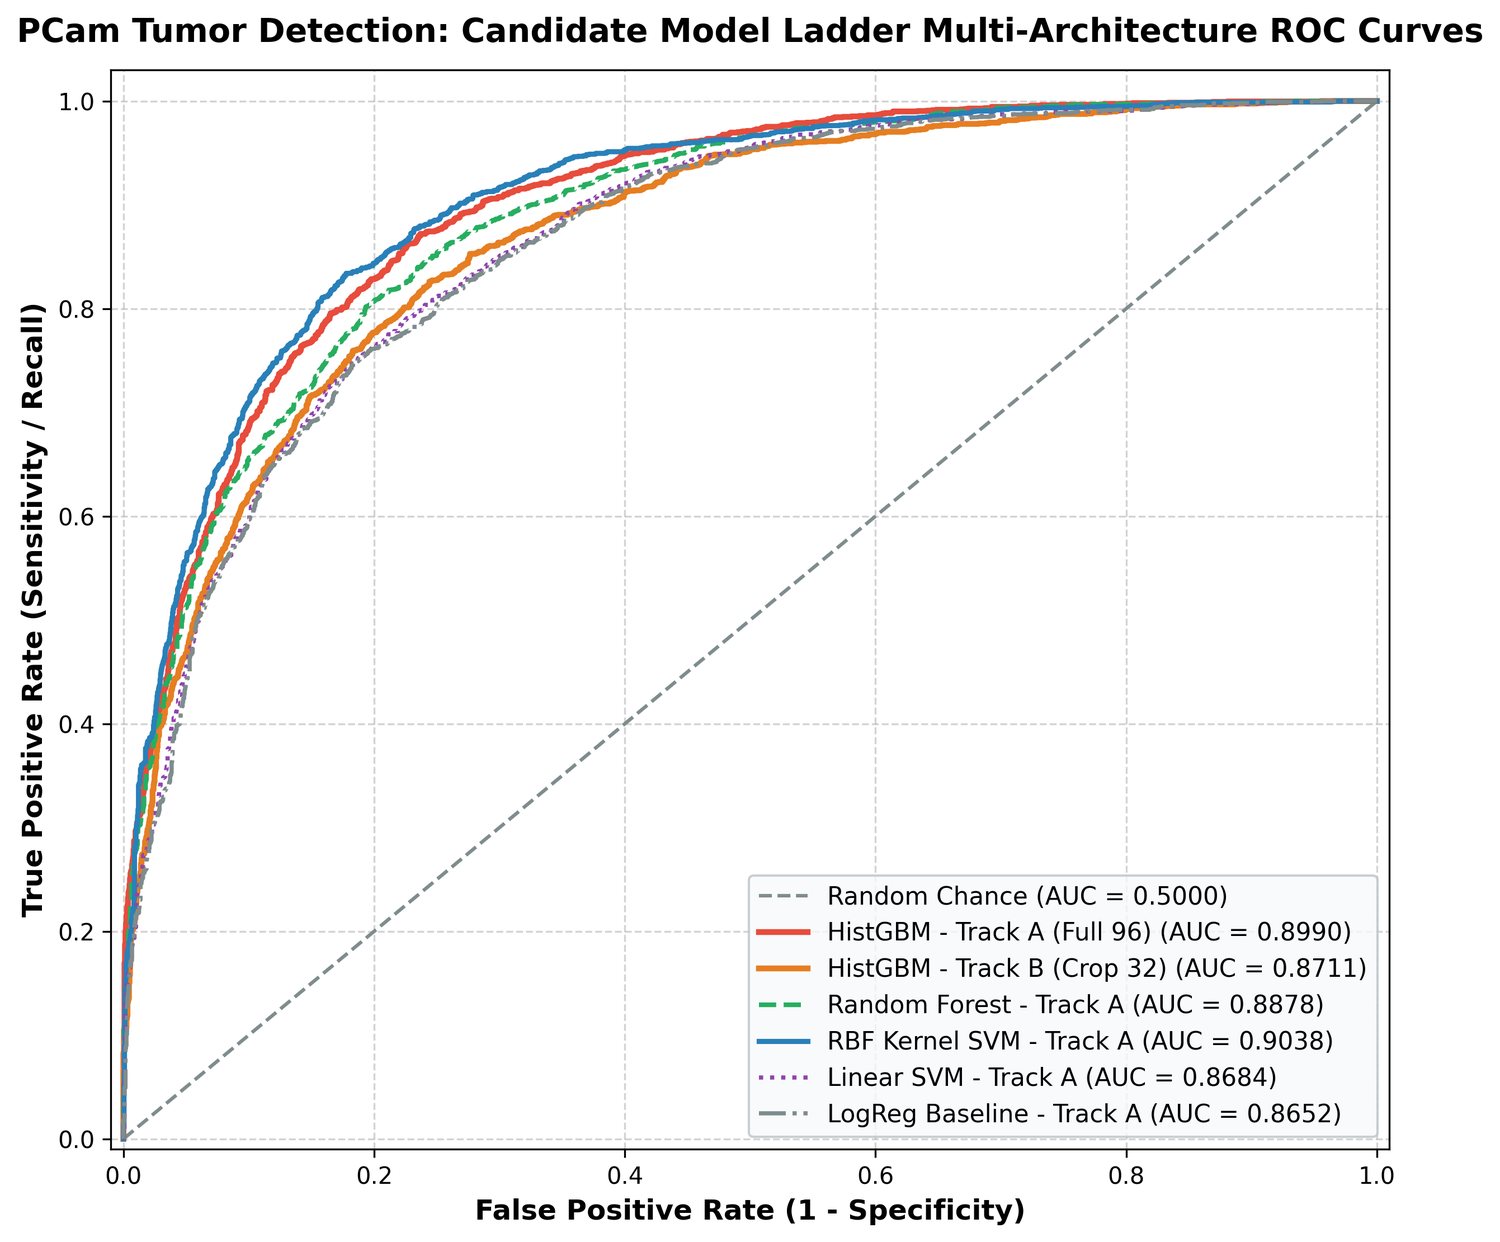 PCam Tumor Detection: Candidate Model Ladder Multi-Architecture ROC Curves
True Positive Rate (Sensitivity / Recall)
1.0
0.8
0.6
0.4
0.2
0.0
Random Chance (AUC = 0.5000)
HistGBM - Track A (Full 96) (AUC = 0.8990)
HistGBM - Track B (Crop 32) (AUC = 0.8711)
Random Forest - Track A (AUC = 0.8878)
RBF Kernel SVM - Track A (AUC = 0.9038)
Linear SVM - Track A (AUC = 0.8684)
LogReg Baseline - Track A (AUC = 0.8652)
0.0 0.2 0.4 0.6 0.8 1.0
False Positive Rate (1 - Specificity)